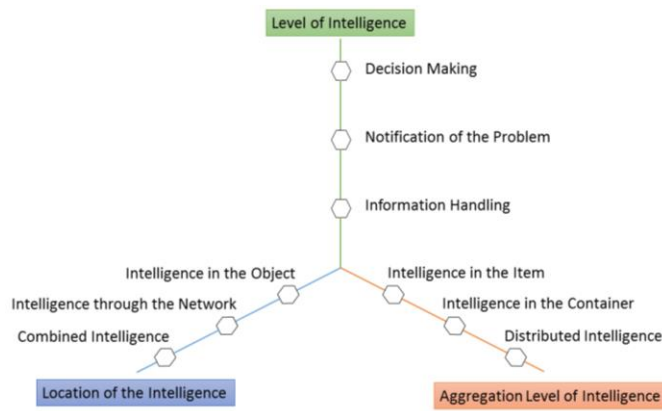 Level of Intelligence
Decision Making
Notification of the Problem
Information Handling
Intelligence in the Object
Intelligence in the Item
Intelligence through the Network
Intelligence in the Container
Combined Intelligence
Distributed Intelligence
Location of the Intelligence
Aggregation Level of Intelligence